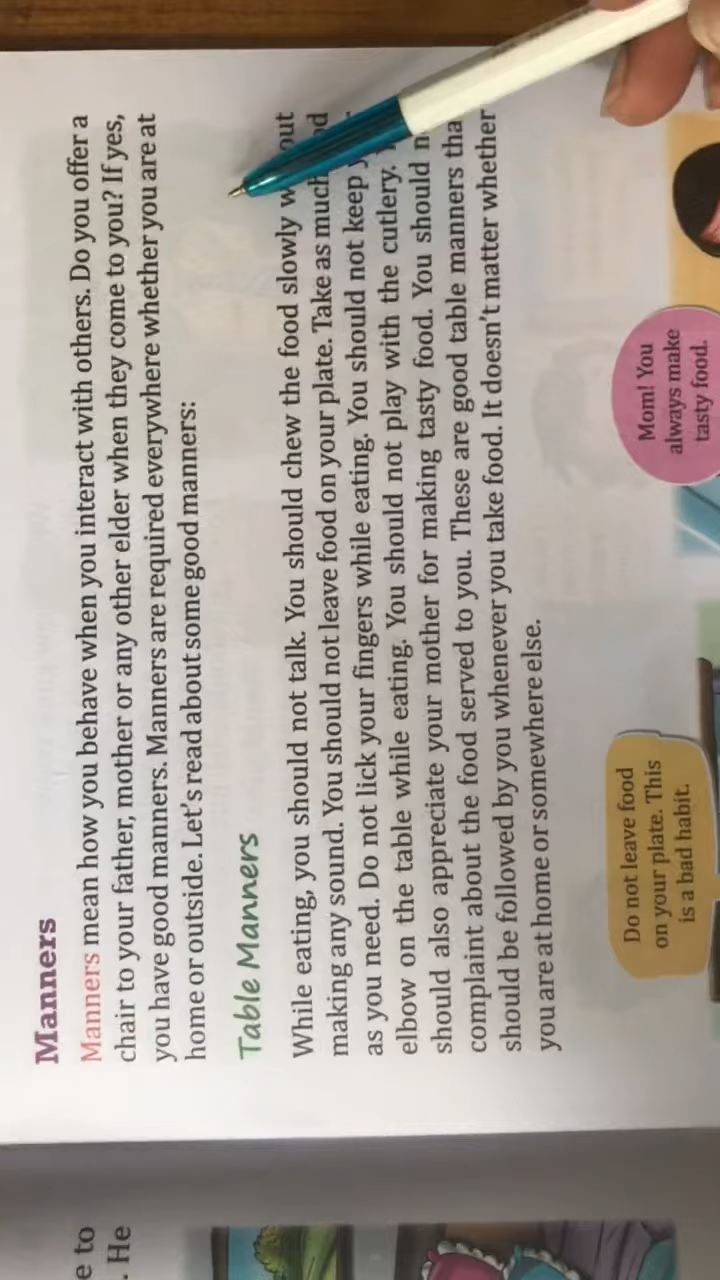 Manners
Manners mean how you behave when you interact with others. Do you offer a
chair to your father, mother or any other elder when they come to you? If yes,
you have good manners. Manners are required everywhere whether you are at
home or outside. Let's read about some good manners:
Table Manners
While eating, you should not talk. You should chew the food slowly
making any sound. You should not leave food on your plate. Take as much
as you need. Do not lick your fingers while eating. You should not keep
elbow on the table while eating. You should not play with the cutlery.
should also appreciate your mother for making tasty food. You should
complaint about the food served to you. These are good table manners
should be followed by you whenever you take food. It doesn't matter whether
you are at home or somewhere else.
Do not leave food
on your plate. This
is a bad habit.
Mom! You
always make
tasty food.
e to
. He